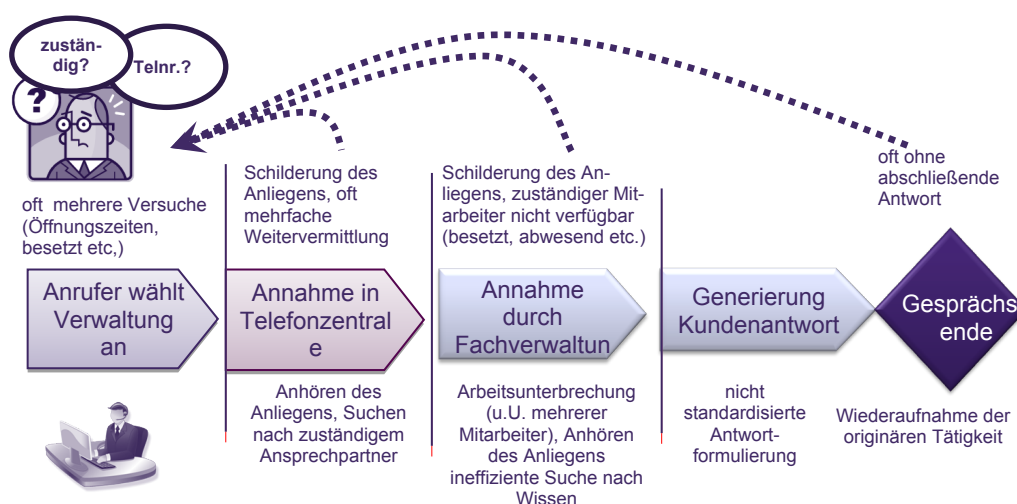 zustän-
dig?
Telnr.?
?
oft mehrere Versuche
(Öffnungszeiten,
besetzt etc,)
Schilderung des
Anliegens, oft
mehrfache
Weitervermittlung
Schilderung des An-
liegens, zuständiger Mit-
arbeiter nicht verfügbar
(besetzt, abwesend etc.)
oft ohne
abschließende
Antwort
Anrufer wählt
Verwaltung
an
Annahme in
Telefonzentral
e
Annahme
durch
Fachverwaltun
Generierung
Kundenantwort
Gesprächs
ende
Anhören des
Anliegens, Suchen
nach zuständigem
Ansprechpartner
Arbeitsunterbrechung
(u.U. mehrerer
Mitarbeiter), Anhören
des Anliegens
ineffiziente Suche nach
Wissen
nicht
standardisierte
Antwort-
formulierung
Wiederaufnahme der
originären Tätigkeit